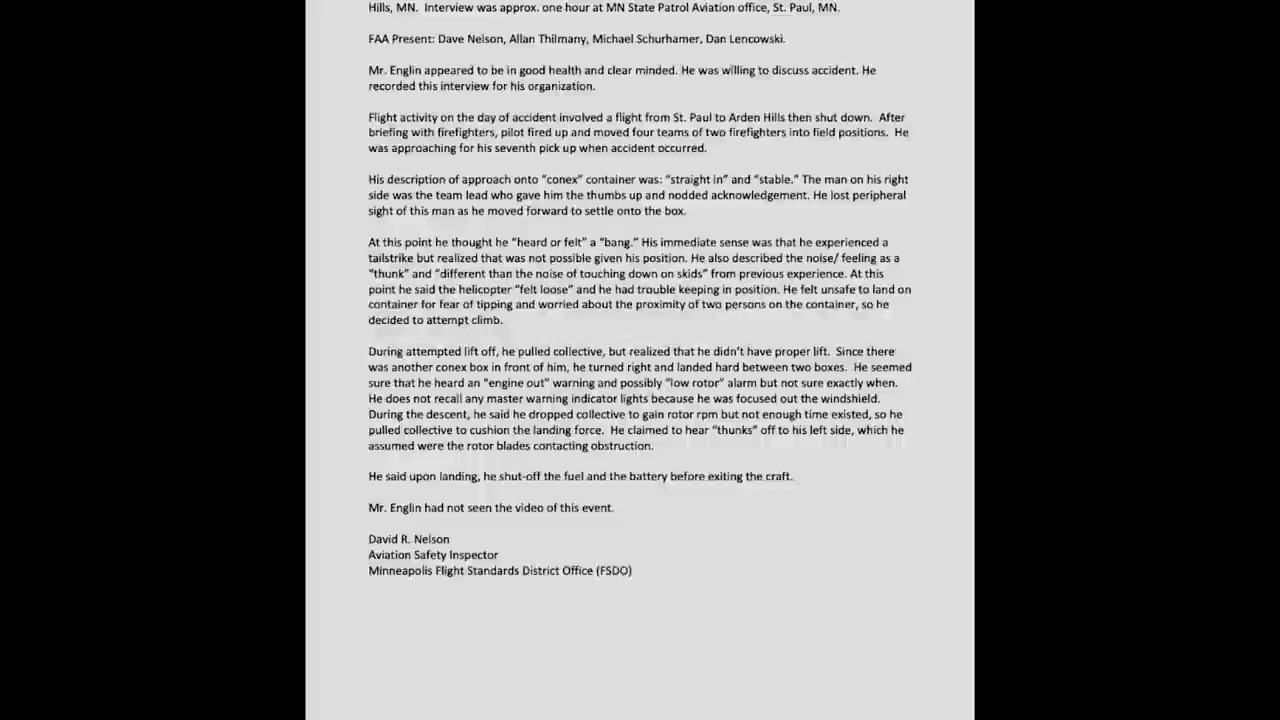 Hills, MN.  Interview was approx. one hour at MN State Patrol Aviation office, St. Paul, MN.
FAA Present: Dave Nelson, Allan Thilmany, Michael Schurhamer, Dan Lencowski.
Mr. Englin appeared to be in good health and clear minded. He was willing to discuss accident. He
recorded this interview for his organization.
Flight activity on the day of accident involved a flight from St. Paul to Arden Hills then shut down.  After
briefing with firefighters, pilot fired up and moved four teams of two firefighters into field positions.  He
was approaching for his seventh pick up when accident occurred.
His description of approach onto “conex” container was: “straight in” and “stable.” The man on his right
side was the team lead who gave him the thumbs up and nodded acknowledgement. He lost peripheral
sight of this man as he moved forward to settle onto the box.
At this point he thought he “heard or felt” a “bang.” His immediate sense was that he experienced a
tailstrike but realized that was not possible given his position. He also described the noise/ feeling as a
“thunk” and “different than the noise of touching down on skids” from previous experience. At this
point he said the helicopter “felt loose” and he had trouble keeping in position. He felt unsafe to land on
container for fear of tipping and worried about the proximity of two persons on the container, so he
decided to attempt climb.
During attempted lift off, he pulled collective, but realized that he didn’t have proper lift.  Since there
was another conex box in front of him, he turned right and landed hard between two boxes.  He seemed
sure that he heard an “engine out” warning and possibly “low rotor” alarm but not sure exactly when.
He does not recall any master warning indicator lights because he was focused out the windshield.
During the descent, he said he dropped collective to gain rotor rpm but not enough time existed, so he
pulled collective to cushion the landing force.  He claimed to hear “thunks” off to his left side, which he
assumed were the rotor blades contacting obstruction.
He said upon landing, he shut-off the fuel and the battery before exiting the craft.
Mr. Englin had not seen the video of this event.
David R. Nelson
Aviation Safety Inspector
Minneapolis Flight Standards District Office (FSDO)